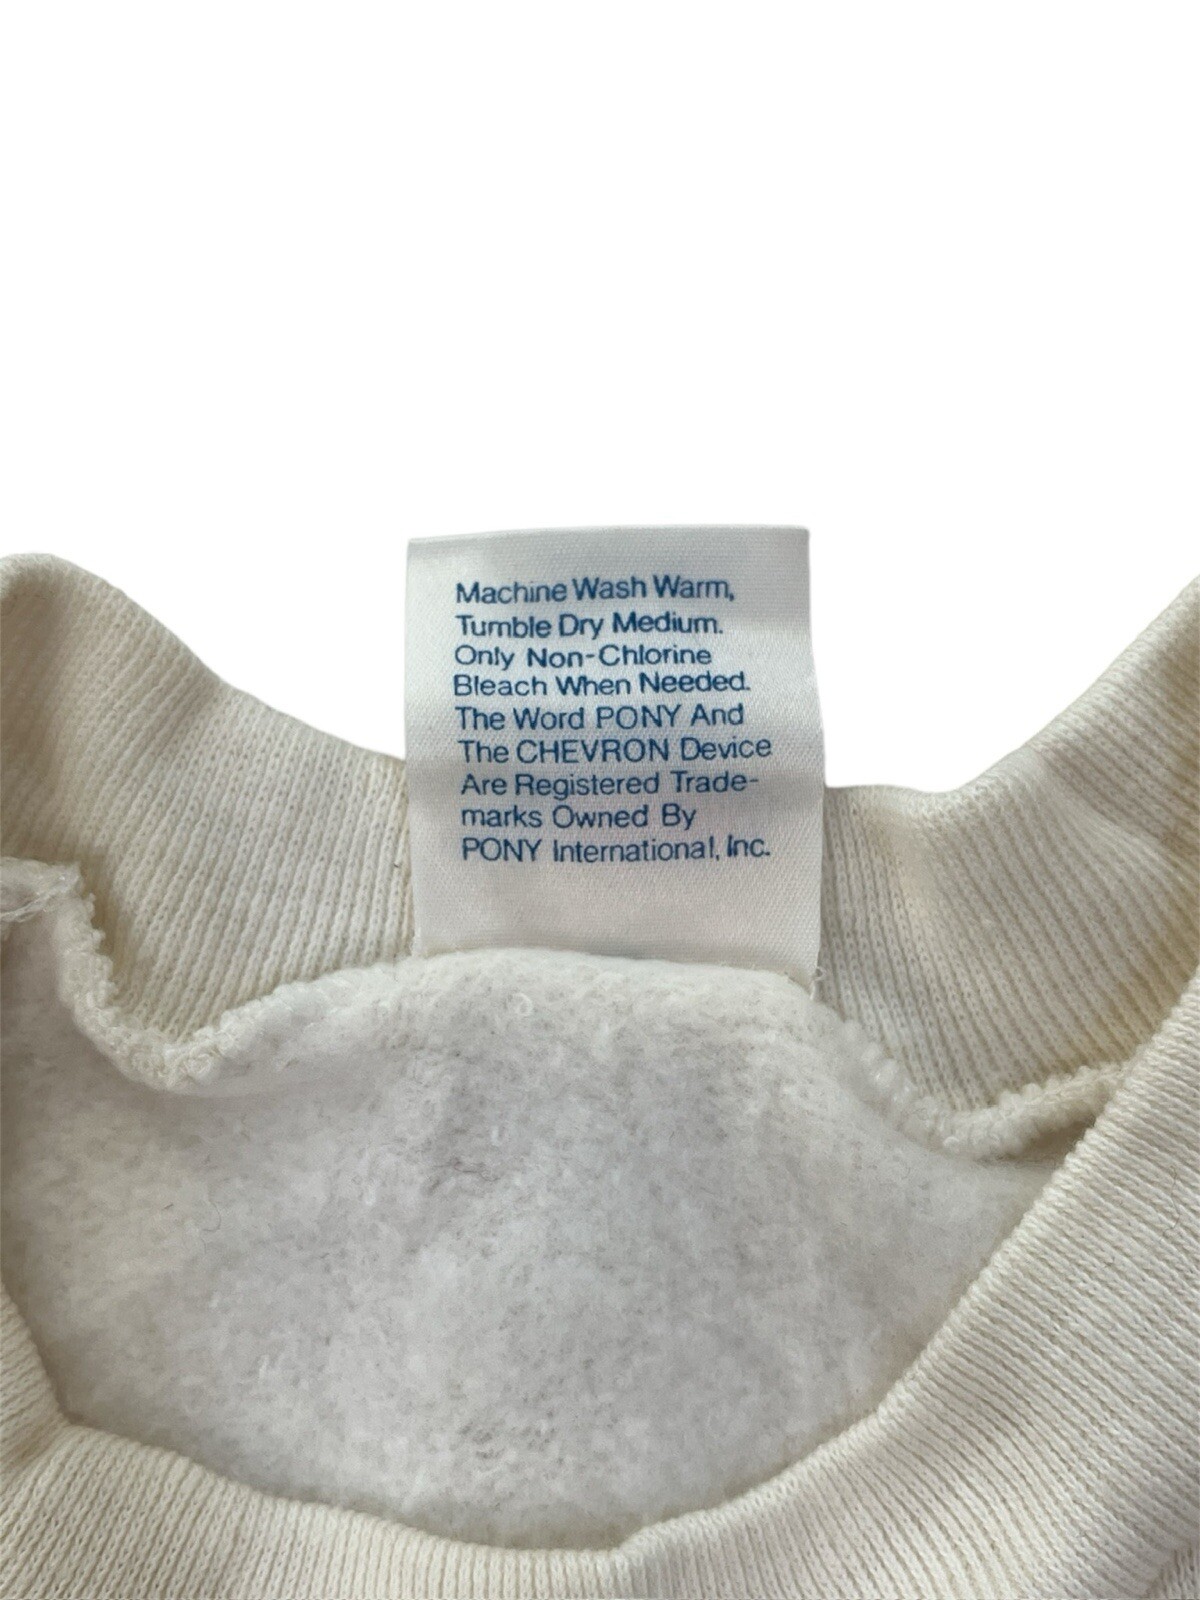 Machine Wash Warm,
Tumble Dry Medium.
Only Non-Chlorine
Bleach When Needed.
The Word PONY And
The CHEVRON Device
Are Registered Trade-
marks Owned By
PONY International, Inc.